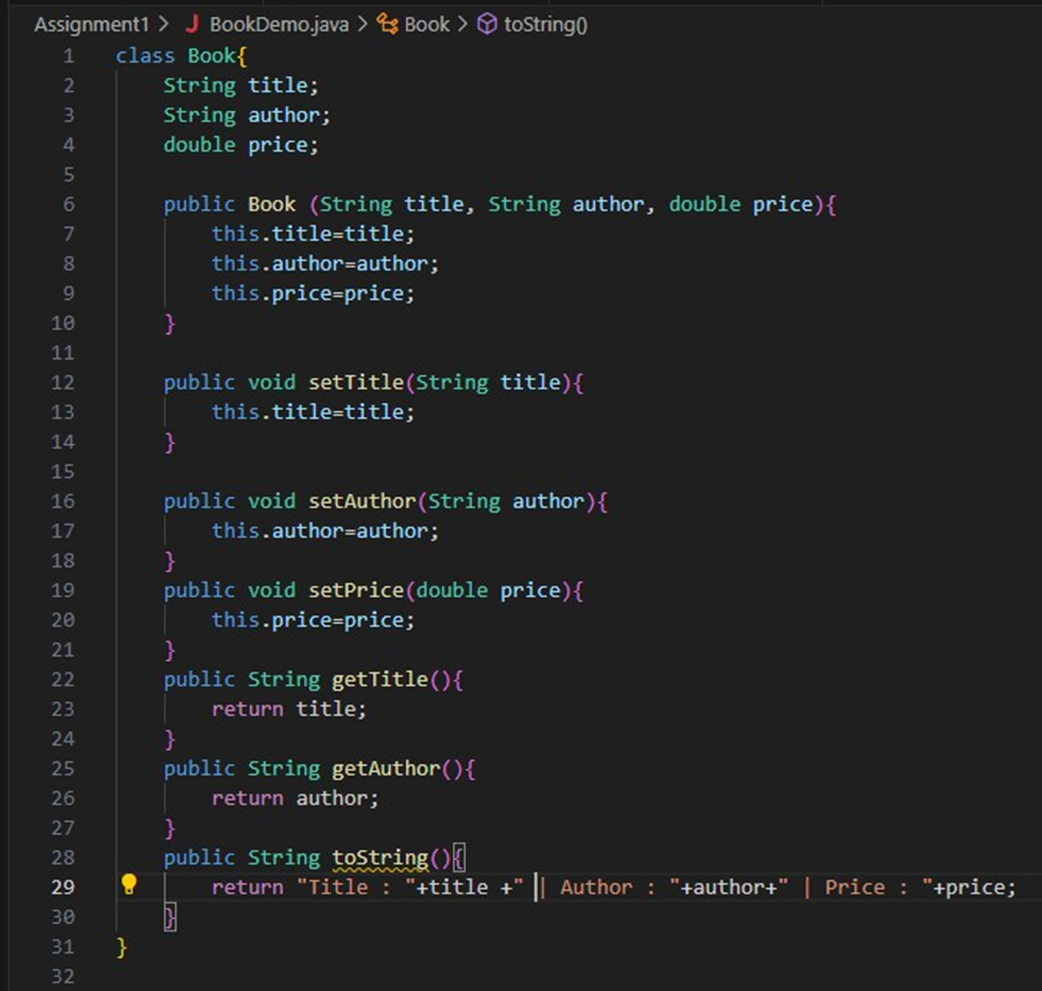 Assignment1 > J BookDemo.java > Book > toString()
1 class Book{
2 String title;
3 String author;
4 double price;
5
6 public Book (String title, String author, double price){
7 this.title=title;
8 this.author=author;
9 this.price=price;
10 }
11
12 public void setTitle(String title){
13 this.title=title;
14 }
15
16 public void setAuthor(String author){
17 this.author=author;
18 }
19 public void setPrice(double price){
20 this.price=price;
21 }
22 public String getTitle(){
23 return title;
24 }
25 public String getAuthor(){
26 return author;
27 }
28 public String toString(){
29 return "Title : "+title +" | Author : "+author+" | Price : "+price;
30 }
31 }
32